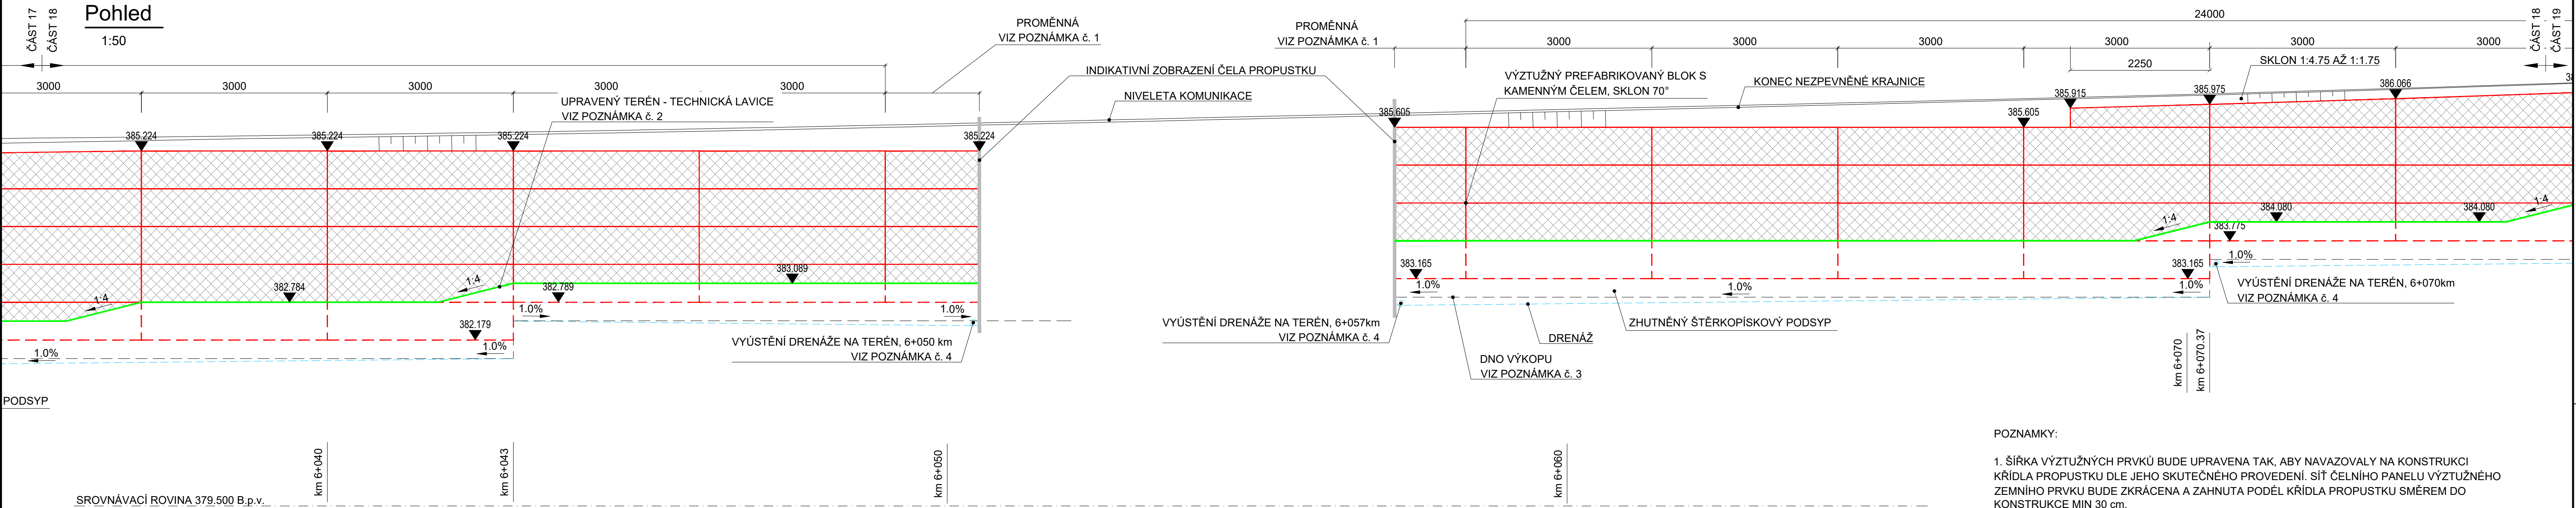 ČÁST 17
ČÁST 18
Pohled
1:50
PROMĚNNÁ
VIZ POZNÁMKA č. 1
PROMĚNNÁ
VIZ POZNÁMKA č. 1
24000
ČÁST 18
ČÁST 19
3000
3000
3000
3000
3000
3000
3000
3000
3000
3000
3000
2250
INDIKATIVNÍ ZOBRAZENÍ ČELA PROPUSTKU
NIVELETA KOMUNIKACE
UPRAVENÝ TERÉN - TECHNICKÁ LAVICE
VIZ POZNÁMKA č. 2
VÝZTUŽNÝ PREFABRIKOVANÝ BLOK S
KAMENNÝM ČELEM, SKLON 70°
KONEC NEZPEVNĚNÉ KRAJNICE
SKLON 1:4.75 AŽ 1:1.75
385.224
385.224
385.224
385.224
385.605
385.605
385.915
385.975
386.066
1:4
382.784
1:4
382.789
383.089
1:4
384.080
384.080
1:4
383.775
383.165
383.165
382.179
1.0%
1.0%
1.0%
1.0%
1.0%
1.0%
1.0%
1.0%
VYÚSTĚNÍ DRENÁŽE NA TERÉN, 6+050 km
VIZ POZNÁMKA č. 4
VYÚSTĚNÍ DRENÁŽE NA TERÉN, 6+057km
VIZ POZNÁMKA č. 4
DNO VÝKOPU
VIZ POZNÁMKA č. 3
DRENÁŽ
ZHUTNĚNÝ ŠTĚRKOPÍSKOVÝ PODSYP
VYÚSTĚNÍ DRENÁŽE NA TERÉN, 6+070km
VIZ POZNÁMKA č. 4
PODSYP
km 6+040
km 6+043
km 6+050
km 6+060
km 6+070
km 6+070.37
SROVNÁVACÍ ROVINA 379.500 B.p.v.
POZNAMKY:
1. ŠÍŘKA VÝZTUŽNÝCH PRVKŮ BUDE UPRAVENA TAK, ABY NAVAZOVALY NA KONSTRUKCI
KŘÍDLA PROPUSTKU DLE JEHO SKUTEČNÉHO PROVEDENÍ. SÍŤ ČELNÍHO PANELU VÝZTUŽNÉHO
ZEMNÍHO PRVKU BUDE ZKRÁCENA A ZAHNUTA PODÉL KŘÍDLA PROPUSTKU SMĚREM DO
KONSTRUKCE MIN 30 cm.